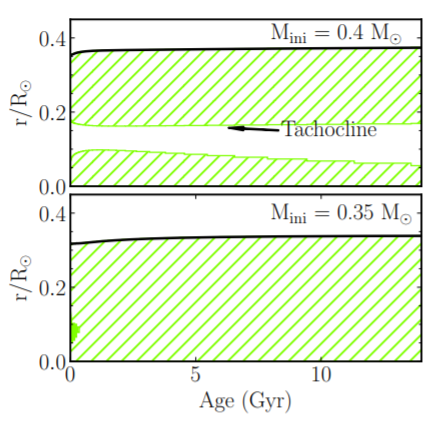 M_ini = 0.4 M_⊙
0.4
r/R_⊙
0.2
Tachocline
0.0
M_ini = 0.35 M_⊙
0.4
r/R_⊙
0.2
0.0
0 5 10
Age (Gyr)